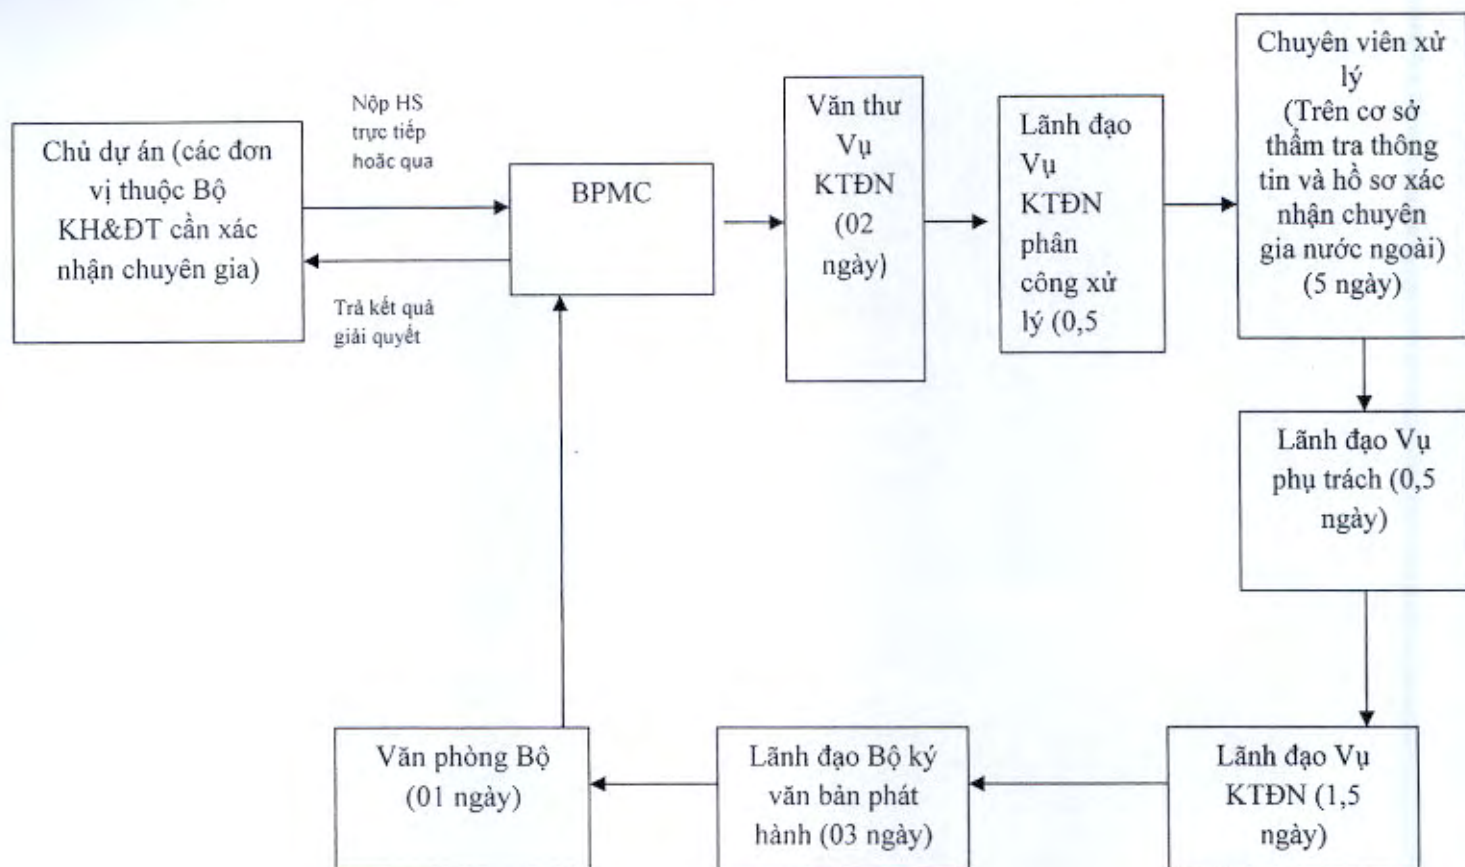 Chủ dự án (các đơn
vị thuộc Bộ
KH&ĐT cần xác
nhận chuyên gia)
Nộp HS
trực tiếp
hoăc qua
Trả kết quả
giải quyết
BPMC
Văn thư
Vụ
KTĐN
(02
ngày)
Lãnh đạo
Vụ
KTĐN
phân
công xử
lý (0,5
Chuyên viên xử
lý
(Trên cơ sở
thẩm tra thông
tin và hồ sơ xác
nhận chuyên
gia nước ngoài)
(5 ngày)
Lãnh đạo Vụ
phụ trách (0,5
ngày)
Lãnh đạo Vụ
KTĐN (1,5
ngày)
Lãnh đạo Bộ ký
văn bản phát
hành (03 ngày)
Văn phòng Bộ
(01 ngày)